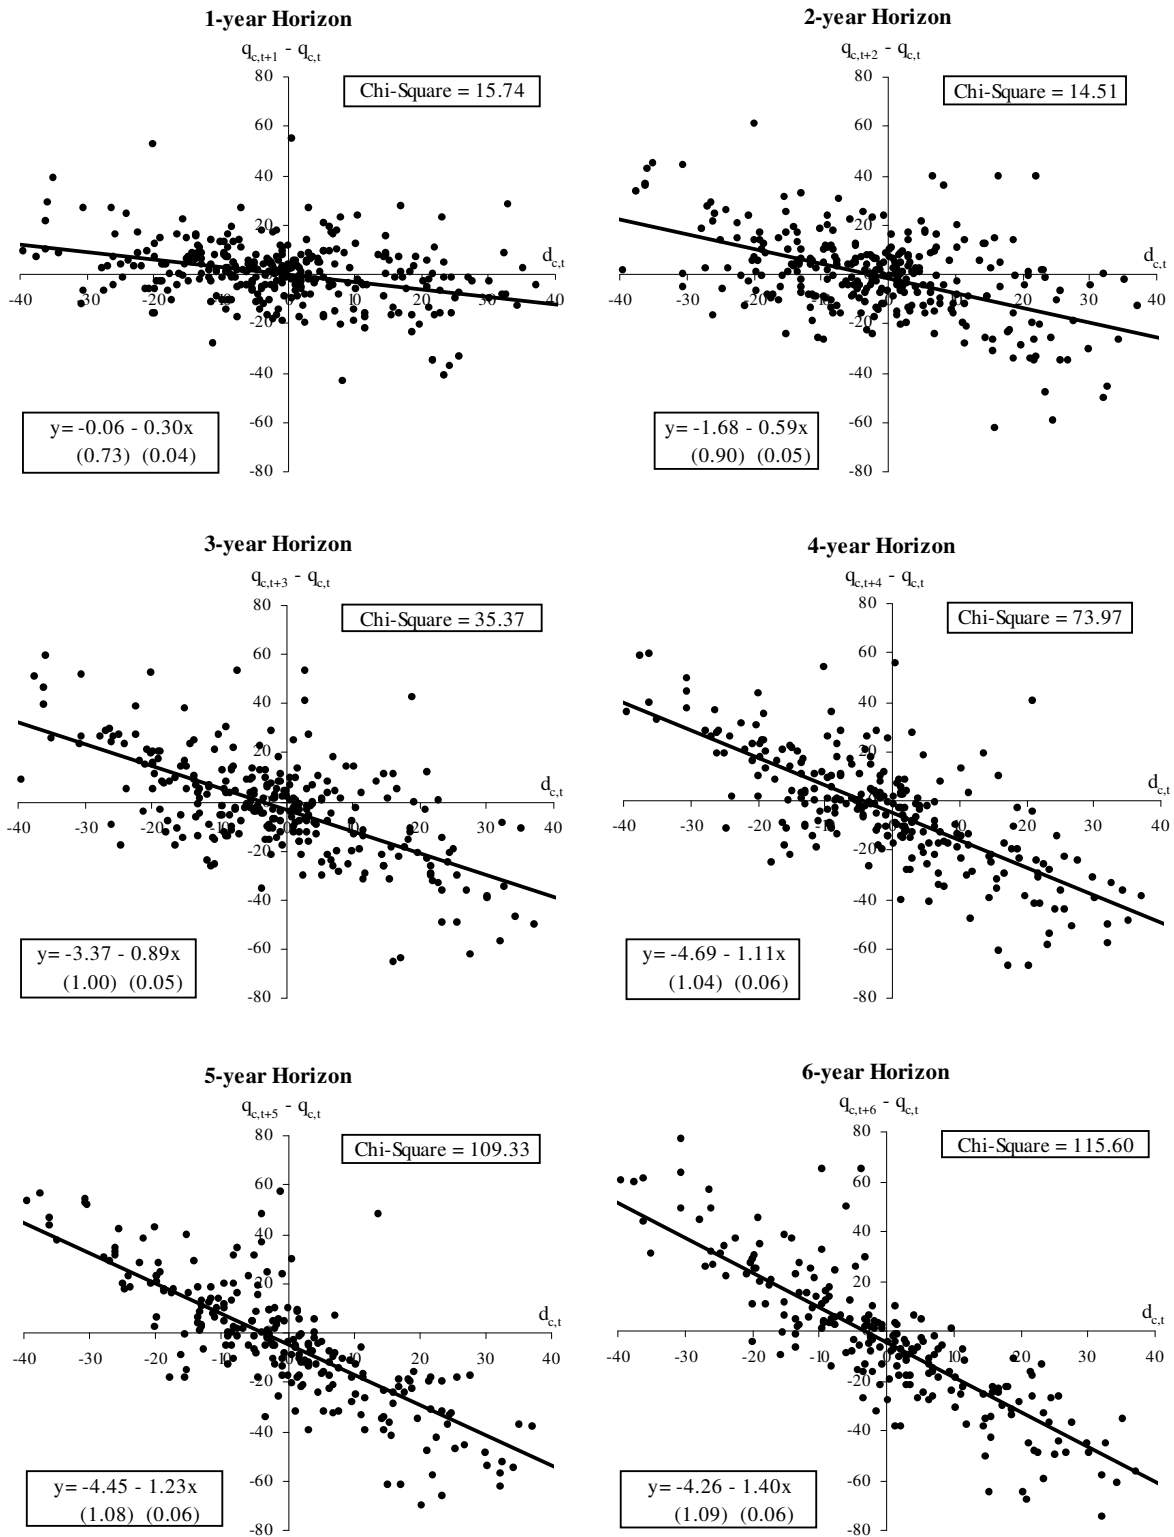 1-year Horizon
q_{c,t+1} - q_{c,t}
80
Chi-Square = 15.74
60
40
20
d_{c,t}
-40 -30 -20 -10 0 10 20 30 40
-20
-40
y= -0.06 - 0.30x
(0.73) (0.04)
-60
-80
2-year Horizon
q_{c,t+2} - q_{c,t}
80
Chi-Square = 14.51
60
40
20
d_{c,t}
-40 -30 -20 -10 0 10 20 30 40
-20
-40
y= -1.68 - 0.59x
(0.90) (0.05)
-60
-80
3-year Horizon
q_{c,t+3} - q_{c,t}
80
Chi-Square = 35.37
60
40
20
d_{c,t}
-40 -30 -20 -10 0 10 20 30 40
-20
-40
y= -3.37 - 0.89x
(1.00) (0.05)
-60
-80
4-year Horizon
q_{c,t+4} - q_{c,t}
80
Chi-Square = 73.97
60
40
20
d_{c,t}
-40 -30 -20 -10 0 10 20 30 40
-20
-40
y= -4.69 - 1.11x
(1.04) (0.06)
-60
-80
5-year Horizon
q_{c,t+5} - q_{c,t}
80
Chi-Square = 109.33
60
40
20
d_{c,t}
-40 -30 -20 -10 0 10 20 30 40
-20
-40
y= -4.45 - 1.23x
(1.08) (0.06)
-60
-80
6-year Horizon
q_{c,t+6} - q_{c,t}
80
Chi-Square = 115.60
60
40
20
d_{c,t}
-40 -30 -20 -10 0 10 20 30 40
-20
-40
y= -4.26 - 1.40x
(1.09) (0.06)
-60
-80